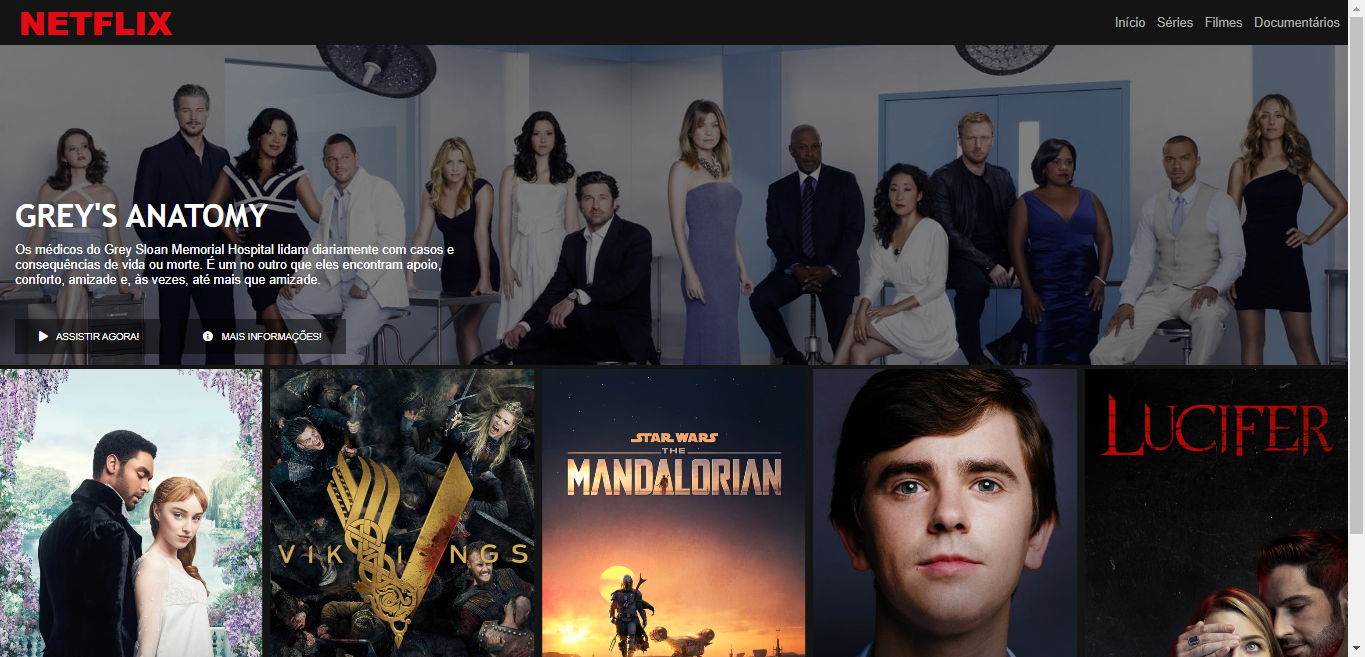 NETFLIX
Início Séries Filmes Documentários
GREY'S ANATOMY
Os médicos do Grey Sloan Memorial Hospital lidam diariamente com casos e
consequências de vida ou morte. É um no outro que eles encontram apoio,
conforto, amizade e, às vezes, até mais que amizade.
ASSISTIR AGORA! MAIS INFORMAÇÕES!
VIKINGS
STAR WARS
THE
MANDALORIAN
LUCIFER